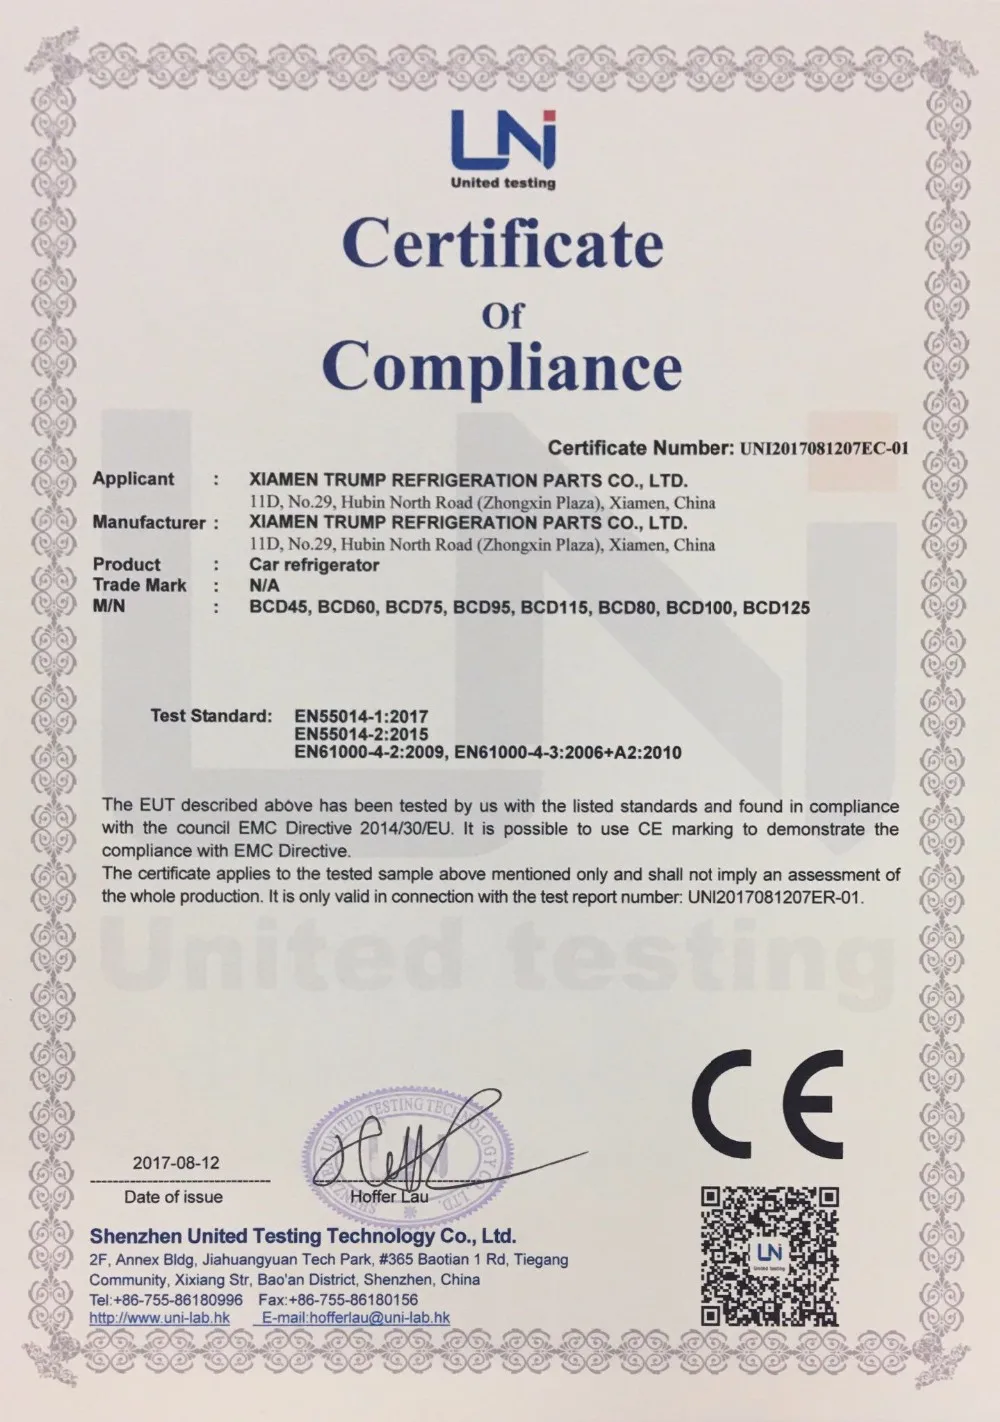 UNi
United testing
Certificate
Of
Compliance
Certificate Number: UNI2017081207EC-01
Applicant : XIAMEN TRUMP REFRIGERATION PARTS CO., LTD.
11D, No.29, Hubin North Road (Zhongxin Plaza), Xiamen, China
Manufacturer : XIAMEN TRUMP REFRIGERATION PARTS CO., LTD.
11D, No.29, Hubin North Road (Zhongxin Plaza), Xiamen, China
Product : Car refrigerator
Trade Mark : N/A
M/N : BCD45, BCD60, BCD75, BCD95, BCD115, BCD80, BCD100, BCD125
Test Standard: EN55014-1:2017
EN55014-2:2015
EN61000-4-2:2009, EN61000-4-3:2006+A2:2010
The EUT described above has been tested by us with the listed standards and found in compliance
with the council EMC Directive 2014/30/EU. It is possible to use CE marking to demonstrate the
compliance with EMC Directive.
The certificate applies to the tested sample above mentioned only and shall not imply an assessment of
the whole production. It is only valid in connection with the test report number: UNI2017081207ER-01.
United testing
CE
2017-08-12
Date of issue
Hoffer Lau
UNITED TESTING TECHNOLOGY CO., LTD.
Shenzhen United Testing Technology Co., Ltd.
2F, Annex Bldg, Jiahuangyuan Tech Park, #365 Baotian 1 Rd, Tiegang
Community, Xixiang Str, Bao'an District, Shenzhen, China
Tel:+86-755-86180996 Fax:+86-755-86180156
http://www.uni-lab.hk E-mail:hofferlau@uni-lab.hk
UNi
United testing